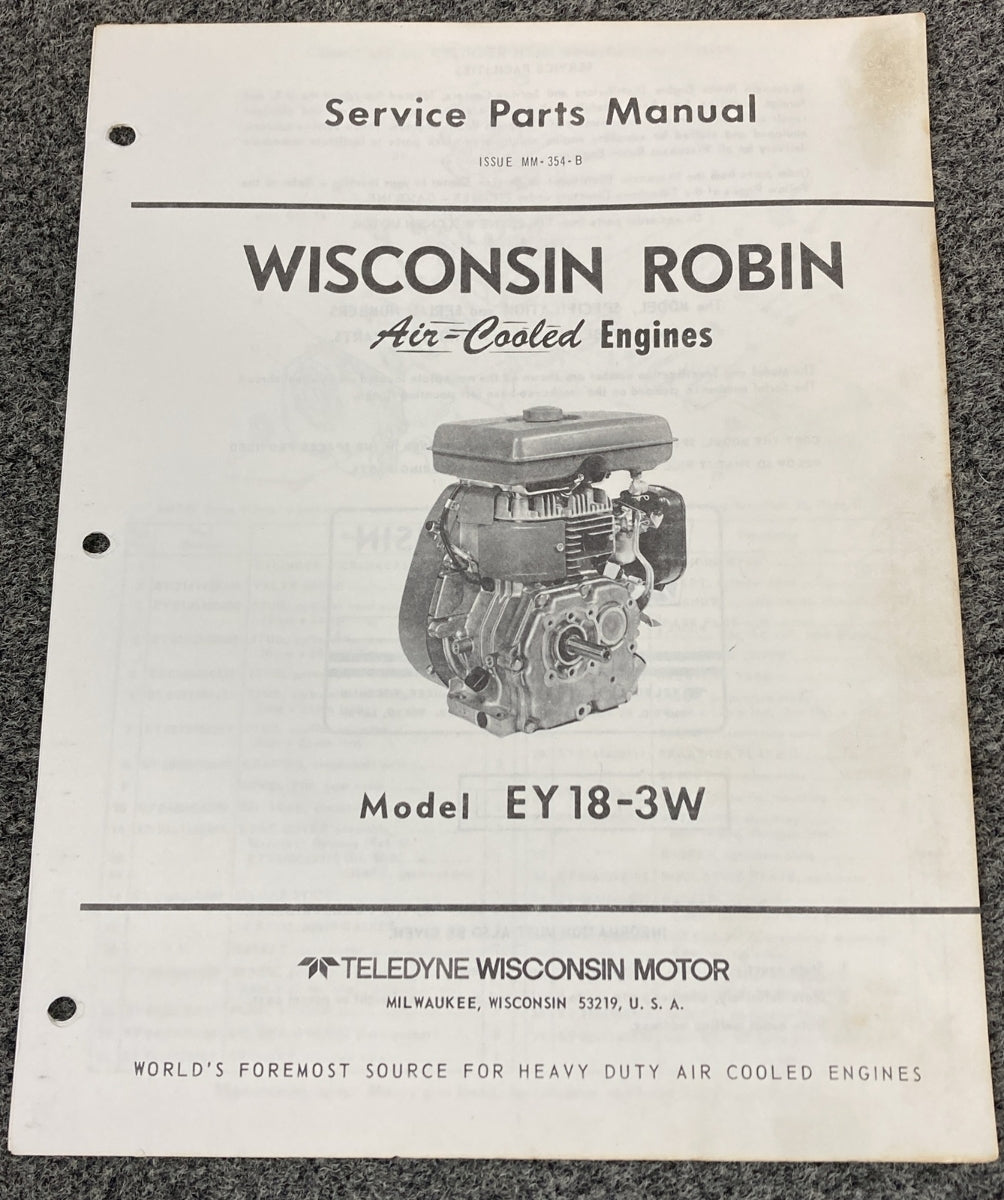 Service Parts Manual
ISSUE MM-354-B
WISCONSIN ROBIN
Air-Cooled Engines
Model EY18-3W
TELEDYNE WISCONSIN MOTOR
MILWAUKEE, WISCONSIN 53219, U. S. A.
WORLD'S FOREMOST SOURCE FOR HEAVY DUTY AIR COOLED ENGINES